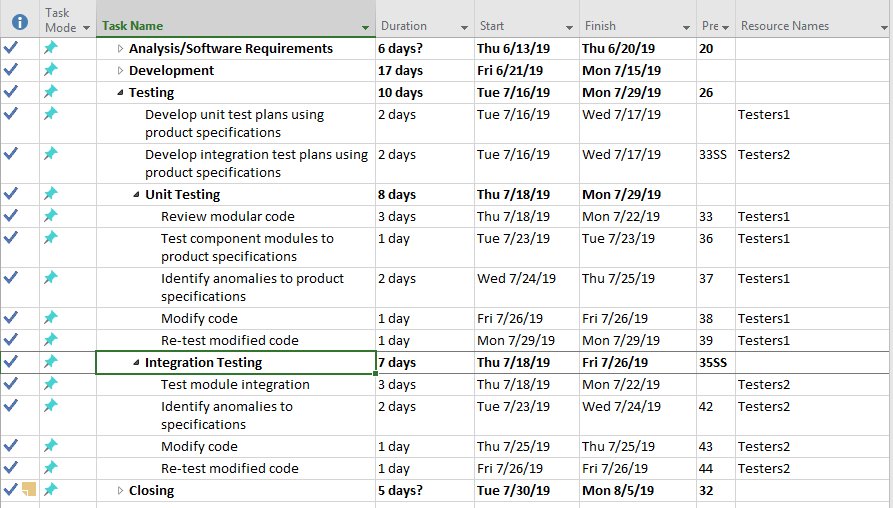 Task Mode Task Name Duration Start Finish Pre Resource Names
Analysis/Software Requirements 6 days? Thu 6/13/19 Thu 6/20/19 20
Development 17 days Fri 6/21/19 Mon 7/15/19
Testing 10 days Tue 7/16/19 Mon 7/29/19 26
Develop unit test plans using product specifications 2 days Tue 7/16/19 Wed 7/17/19 Testers1
Develop integration test plans using product specifications 2 days Tue 7/16/19 Wed 7/17/19 33SS Testers2
Unit Testing 8 days Thu 7/18/19 Mon 7/29/19
Review modular code 3 days Thu 7/18/19 Mon 7/22/19 33 Testers1
Test component modules to product specifications 1 day Tue 7/23/19 Tue 7/23/19 36 Testers1
Identify anomalies to product specifications 2 days Wed 7/24/19 Thu 7/25/19 37 Testers1
Modify code 1 day Fri 7/26/19 Fri 7/26/19 38 Testers1
Re-test modified code 1 day Mon 7/29/19 Mon 7/29/19 39 Testers1
Integration Testing 7 days Thu 7/18/19 Fri 7/26/19 35SS
Test module integration 3 days Thu 7/18/19 Mon 7/22/19 Testers2
Identify anomalies to specifications 2 days Tue 7/23/19 Wed 7/24/19 42 Testers2
Modify code 1 day Thu 7/25/19 Thu 7/25/19 43 Testers2
Re-test modified code 1 day Fri 7/26/19 Fri 7/26/19 44 Testers2
Closing 5 days? Tue 7/30/19 Mon 8/5/19 32